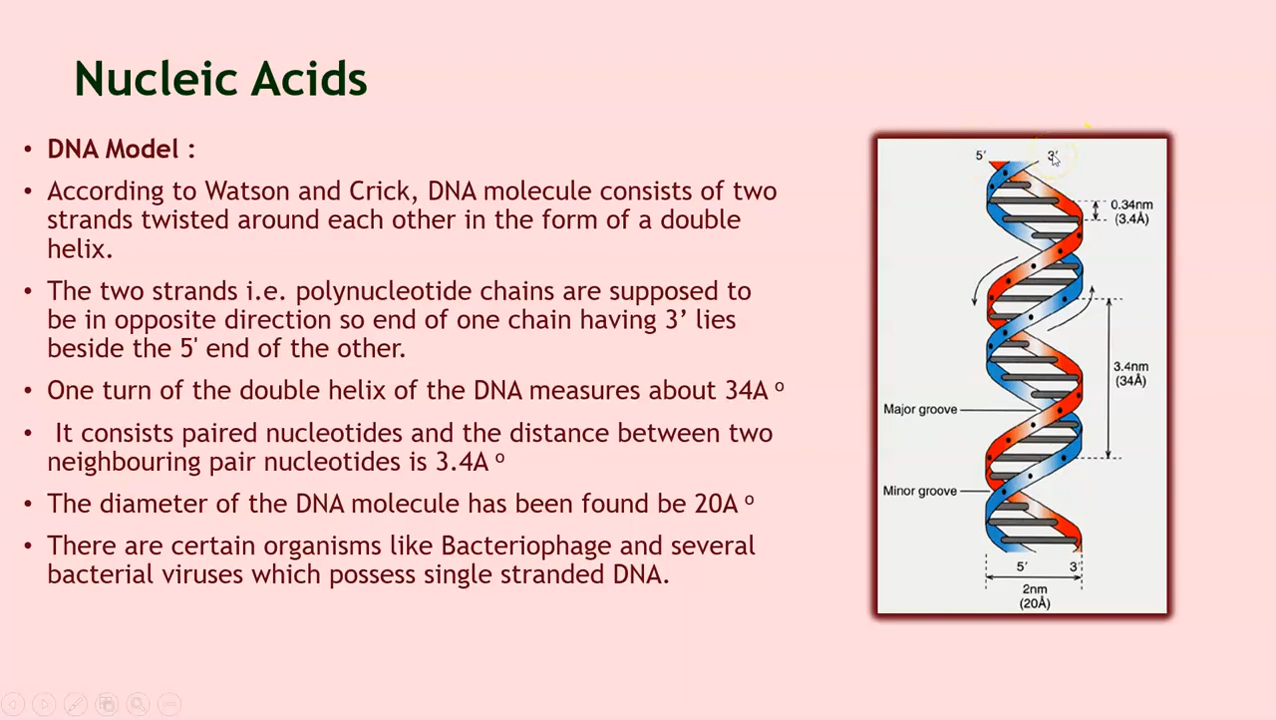 Nucleic Acids
• DNA Model :
• According to Watson and Crick, DNA molecule consists of two
strands twisted around each other in the form of a double
helix.
• The two strands i.e. polynucleotide chains are supposed to
be in opposite direction so end of one chain having 3’ lies
beside the 5' end of the other.
• One turn of the double helix of the DNA measures about 34A º
• It consists paired nucleotides and the distance between two
neighbouring pair nucleotides is 3.4A º
• The diameter of the DNA molecule has been found be 20A º
• There are certain organisms like Bacteriophage and several
bacterial viruses which possess single stranded DNA.
5' 3'
0.34nm
(3.4Å)
3.4nm
(34Å)
Major groove
Minor groove
5' 3'
2nm
(20Å)